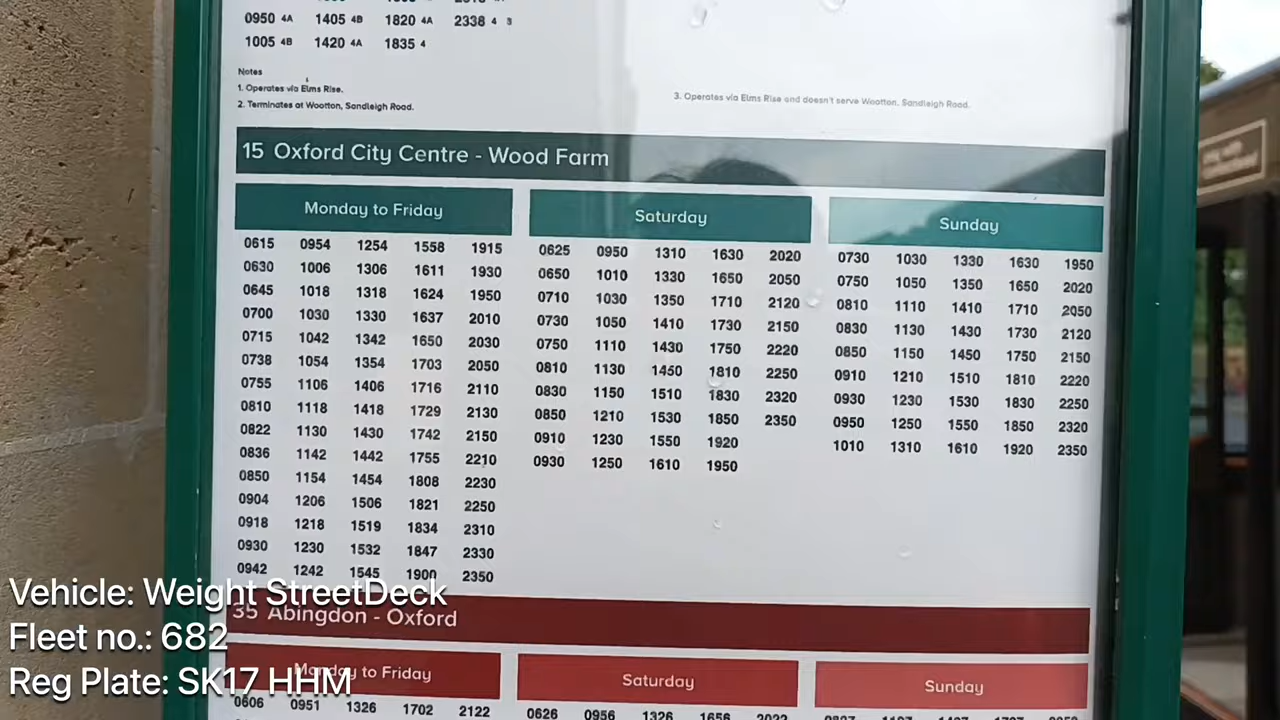 0950 4A 1405 4B 1820 4A 2338 4 3
1005 4B 1420 4A 1835 4
Notes
1. Operates via Elms Rise.
2. Terminates at Wootton, Sandleigh Road.
3. Operates via Elms Rise and doesn't serve Wootton, Sandleigh Road.
15 Oxford City Centre - Wood Farm
Monday to Friday
0615 0954 1254 1558 1915
0630 1006 1306 1611 1930
0645 1018 1318 1624 1950
0700 1030 1330 1637 2010
0715 1042 1342 1650 2030
0738 1054 1354 1703 2050
0755 1106 1406 1716 2110
0810 1118 1418 1729 2130
0822 1130 1430 1742 2150
0836 1142 1442 1755 2210
0850 1154 1454 1808 2230
0904 1206 1506 1821 2250
0918 1218 1519 1834 2310
0930 1230 1532 1847 2330
0942 1242 1545 1900 2350
Saturday
0625 0950 1310 1630 2020
0650 1010 1330 1650 2050
0710 1030 1350 1710 2120
0730 1050 1410 1730 2150
0750 1110 1430 1750 2220
0810 1130 1450 1810 2250
0830 1150 1510 1830 2320
0850 1210 1530 1850 2350
0910 1230 1550 1920
0930 1250 1610 1950
Sunday
0730 1030 1330 1630 1950
0750 1050 1350 1650 2020
0810 1110 1410 1710 2050
0830 1130 1430 1730 2120
0850 1150 1450 1750 2150
0910 1210 1510 1810 2220
0930 1230 1530 1830 2250
0950 1250 1550 1850 2320
1010 1310 1610 1920 2350
35 Abingdon - Oxford
Monday to Friday
0606 0951 1326 1702 2122
Saturday
0626 0956 1326 1656 2022
Sunday
Vehicle: Weight StreetDeck
Fleet no.: 682
Reg Plate: SK17 HHM